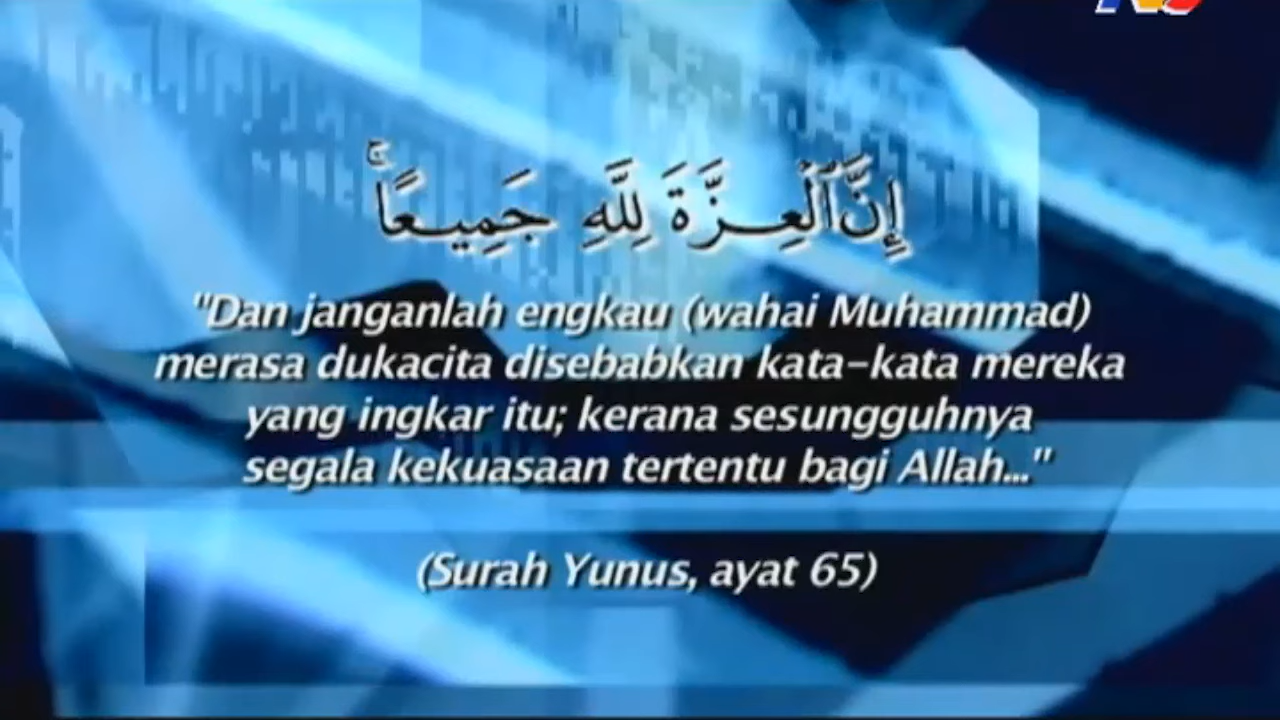 إِنَّ ٱلْعِزَّةَ لِلَّهِ جَمِيعًا ۚ
"Dan janganlah engkau (wahai Muhammad)
merasa dukacita disebabkan kata-kata mereka
yang ingkar itu; kerana sesungguhnya
segala kekuasaan tertentu bagi Allah..."
(Surah Yunus, ayat 65)